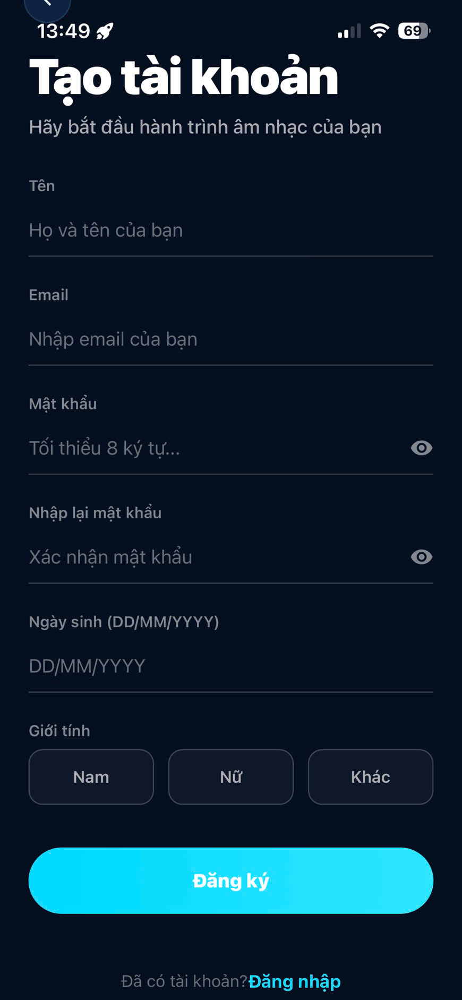 13:49
69
Tạo tài khoản
Hãy bắt đầu hành trình âm nhạc của bạn
Tên
Họ và tên của bạn
Email
Nhập email của bạn
Mật khẩu
Tối thiểu 8 ký tự...
Nhập lại mật khẩu
Xác nhận mật khẩu
Ngày sinh (DD/MM/YYYY)
DD/MM/YYYY
Giới tính
Nam Nữ Khác
Đăng ký
Đã có tài khoản?Đăng nhập